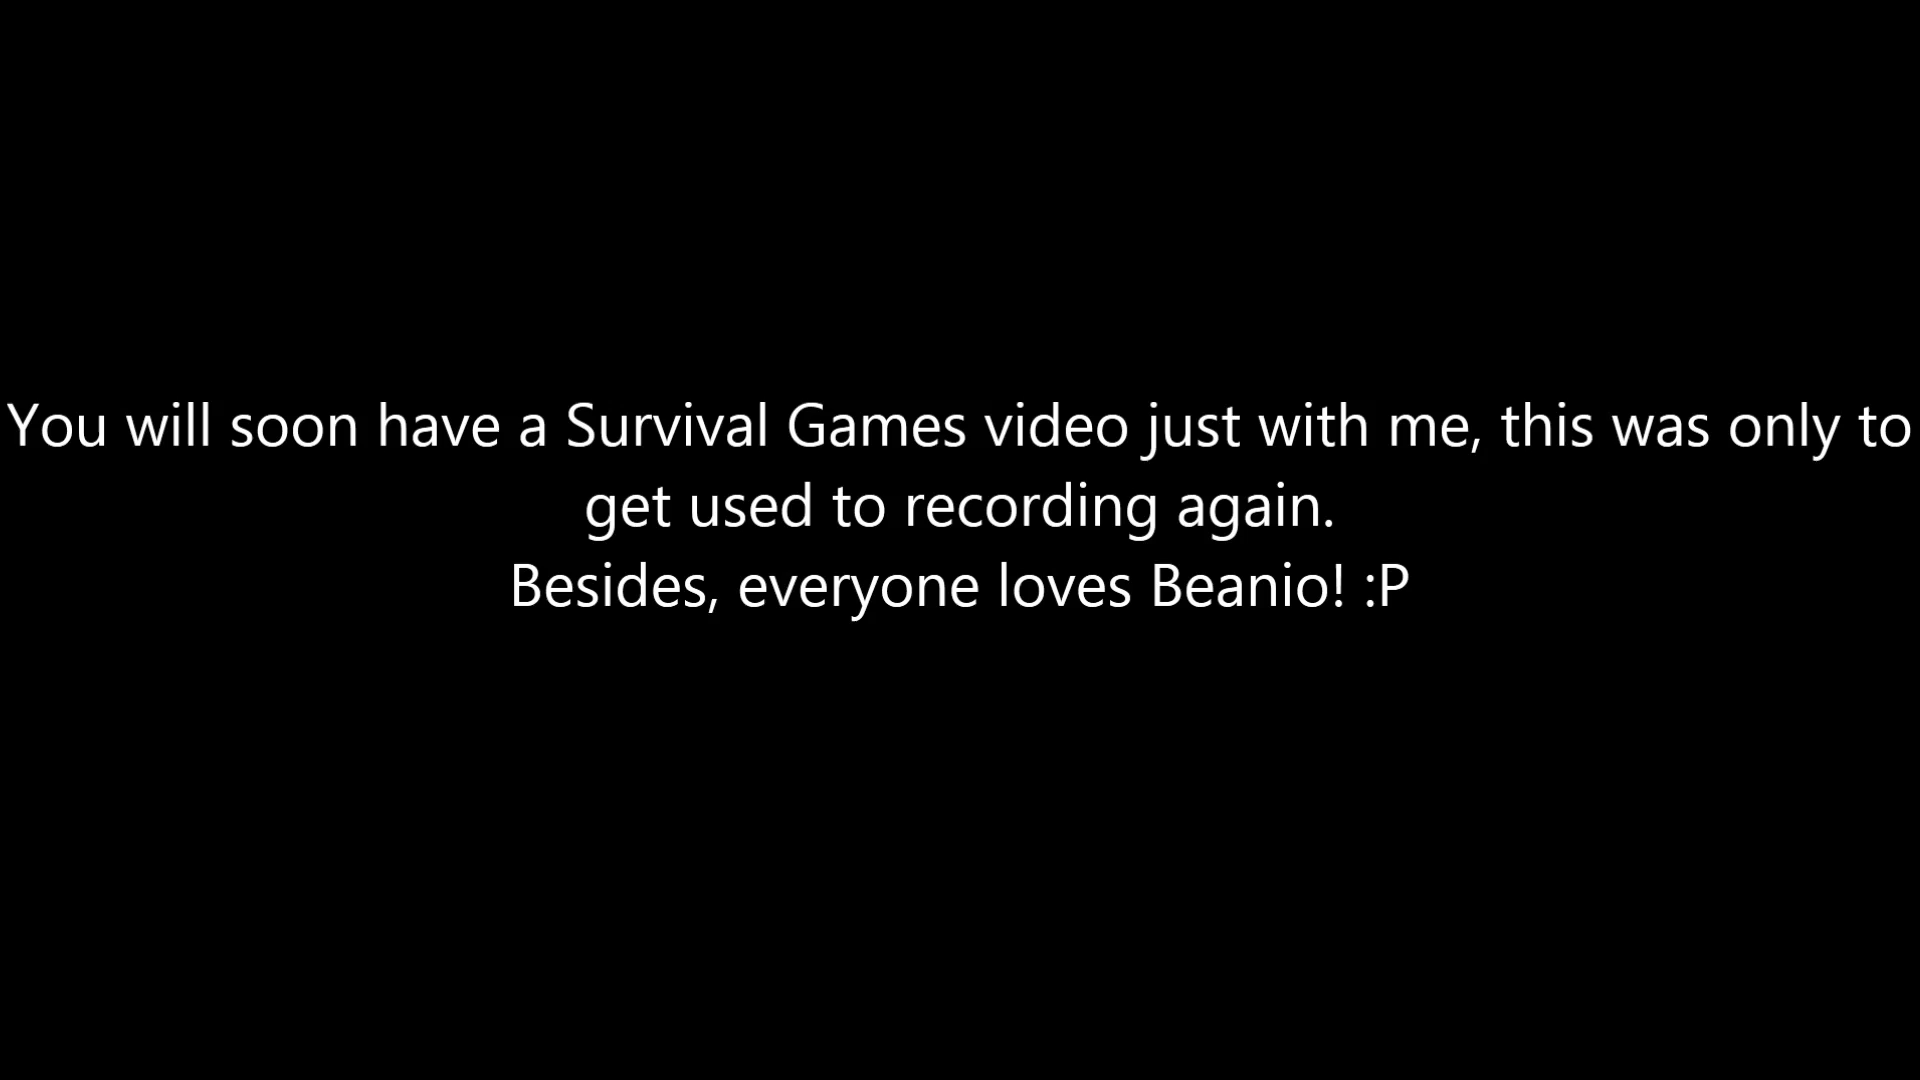 You will soon have a Survival Games video just with me, this was only to
get used to recording again.
Besides, everyone loves Beanio! :P